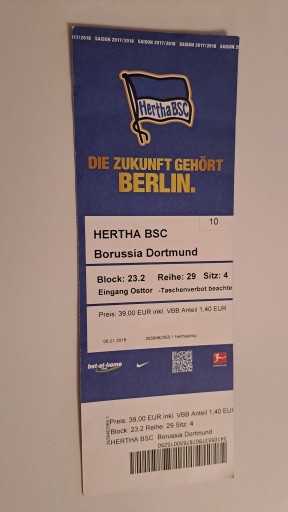 SAISON 2017/2018 SAISON 2017/2018 SAISON 2017/2018
Hertha BSC
DIE ZUKUNFT GEHÖRT
BERLIN.
10
HERTHA BSC
Borussia Dortmund
Block: 23.2 Reihe: 29 Sitz: 4
Eingang Osttor -Taschenverbot beachte
Preis: 39,00 EUR inkl. VBB Anteil 1,40 EUR
bet-at-home
Preis: 39,00 EUR inkl. VBB Anteil 1,40 EUR
Block: 23.2 Reihe: 29 Sitz: 4
HERTHA BSC Borussia Dortmund